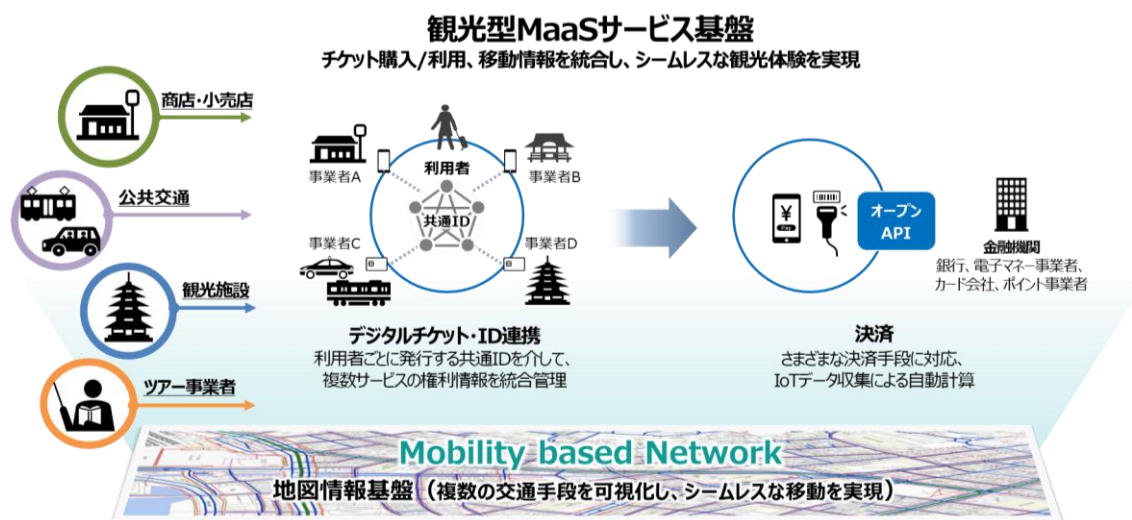 観光型MaaSサービス基盤
チケット購入/利用、移動情報を統合し、シームレスな観光体験を実現
商店・小売店
公共交通
観光施設
ツアー事業者
利用者
事業者A
事業者B
共通ID
事業者C
事業者D
デジタルチケット・ID連携
利用者ごとに発行する共通IDを介して、
複数サービスの権利情報を統合管理
¥
Pay
オープン
API
金融機関
銀行、電子マネー事業者、
カード会社、ポイント事業者
決済
さまざまな決済手段に対応、
IoTデータ収集による自動計算
Mobility based Network
地図情報基盤（複数の交通手段を可視化し、シームレスな移動を実現）